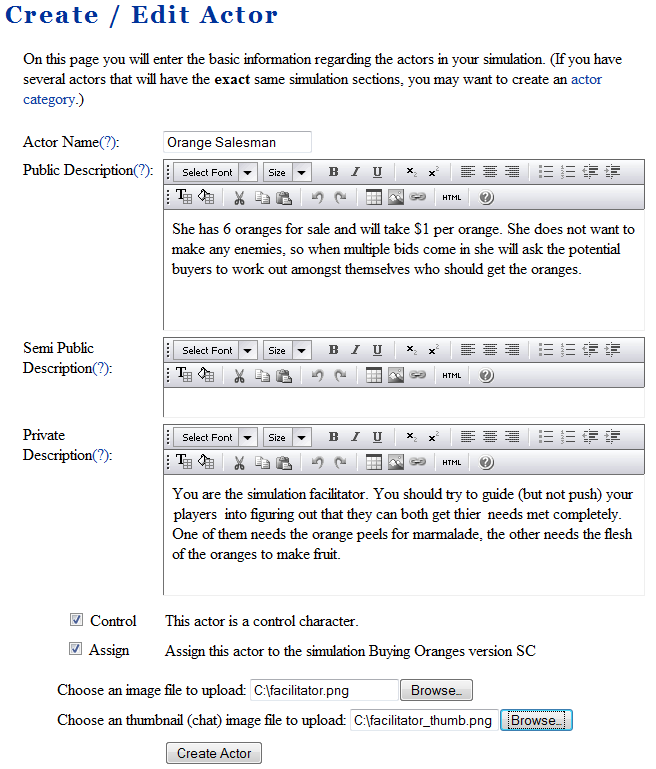 Create / Edit Actor
On this page you will enter the basic information regarding the actors in your simulation. (If you have
several actors that will have the exact same simulation sections, you may want to create an actor
category.)
Actor Name(?): Orange Salesman
Public Description(?): Select Font Size B I U x₂ x²
HTML ?
She has 6 oranges for sale and will take $1 per orange. She does not want to
make any enemies, so when multiple bids come in she will ask the potential
buyers to work out amongst themselves who should get the oranges.
Semi Public
Description(?):
Select Font Size B I U x₂ x²
HTML ?
Private
Description(?):
Select Font Size B I U x₂ x²
HTML ?
You are the simulation facilitator. You should try to guide (but not push) your
players into figuring out that they can both get thier needs met completely.
One of them needs the orange peels for marmalade, the other needs the flesh
of the oranges to make fruit.
Control This actor is a control character.
Assign Assign this actor to the simulation Buying Oranges version SC
Choose an image file to upload: C:\facilitator.png Browse...
Choose an thumbnail (chat) image file to upload: C:\facilitator_thumb.png Browse...
Create Actor